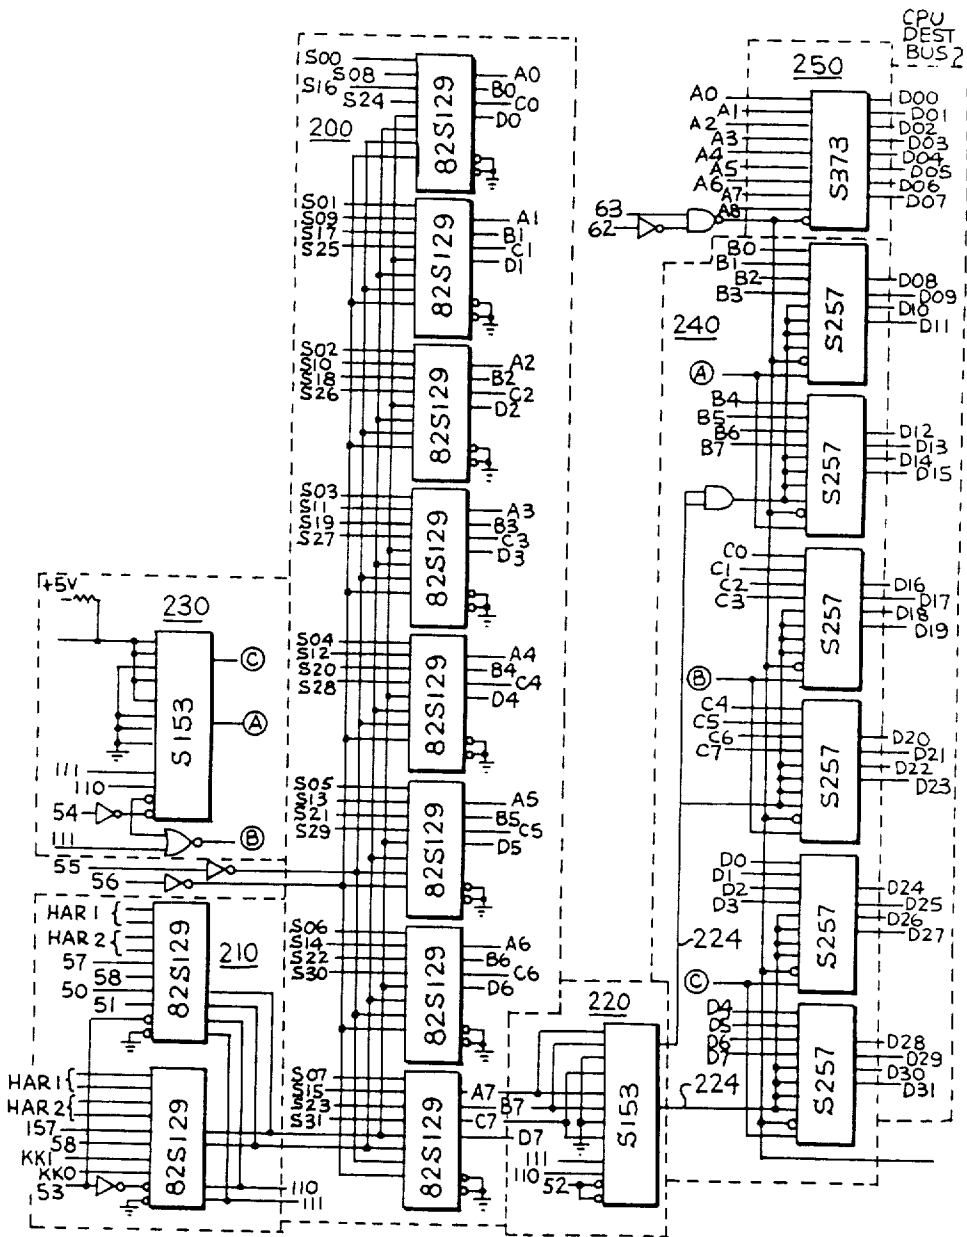 CPU
DEST
BUS 2
200
S00
S08
S16
S24
82S129
A0
B0
C0
D0
S01
S09
S17
S25
82S129
A1
B1
C1
D1
S02
S10
S18
S26
82S129
A2
B2
C2
D2
S03
S11
S19
S27
82S129
A3
B3
C3
D3
S04
S12
S20
S28
82S129
A4
B4
C4
D4
S05
S13
S21
S29
82S129
A5
B5
C5
D5
S06
S14
S22
S30
82S129
A6
B6
C6
D6
S07
S15
S23
S31
82S129
A7
B7
C7
D7
+5V
230
S153
C
A
111
110
54
111
B
55
56
210
HAR 1 {
HAR 2 {
57
58
50
51
82S129
HAR 1 {
HAR 2 {
157
58
KK1
KK0
53
82S129
110
111
220
S153
111
110
52
224
224
250
A0
A1
A2
A3
A4
A5
A6
A7
A8
S373
D00
D01
D02
D03
D04
D05
D06
D07
63
62
240
B0
B1
B2
B3
A
S257
D08
D09
D10
D11
B4
B5
B6
B7
S257
D12
D13
D14
D15
C0
C1
C2
C3
B
S257
D16
D17
D18
D19
C4
C5
C6
C7
S257
D20
D21
D22
D23
D0
D1
D2
D3
C
S257
D24
D25
D26
D27
D4
D5
D6
D7
S257
D28
D29
D30
D31